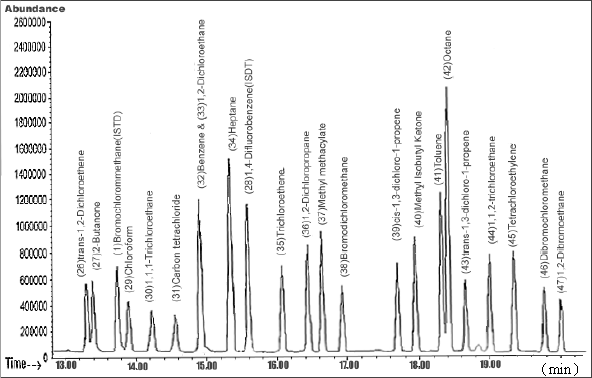 Abundance
2600000
2400000
2200000
2000000
1800000
1600000
1400000
1200000
1000000
800000
600000
400000
200000
0
(26)trans-1,2-Dichloroethene
(27)2-Butanone
(1)Bromochlorommethane(ISTD)
(29)Chloroform
(30)1,1,1-Trichloroethane
(31)Carbon tetrachloride
(32)Benzene & (33)1,2-Dichloroethane
(34)Heptane
(28)1,4-Difluorobenzene(ISDT)
(35)Trichloroethene
(36)1,2-Dichloropropane
(37)Methyl methacylate
(38)Bromodichloromethane
(39)cis-1,3-dichloro-1-propene
(40)Methyl Isobutyl Ketone
(41)Toluene
(42)Octane
(43)trans-1,3-dichloro-1-propene
(44)1,1,2-trichloroethane
(45)Tetrachloroethylene
(46)Dibromochloromethane
(47)1,2-Dibromoethane
Time--> 13.00 14.00 15.00 16.00 17.00 18.00 19.00 (min)